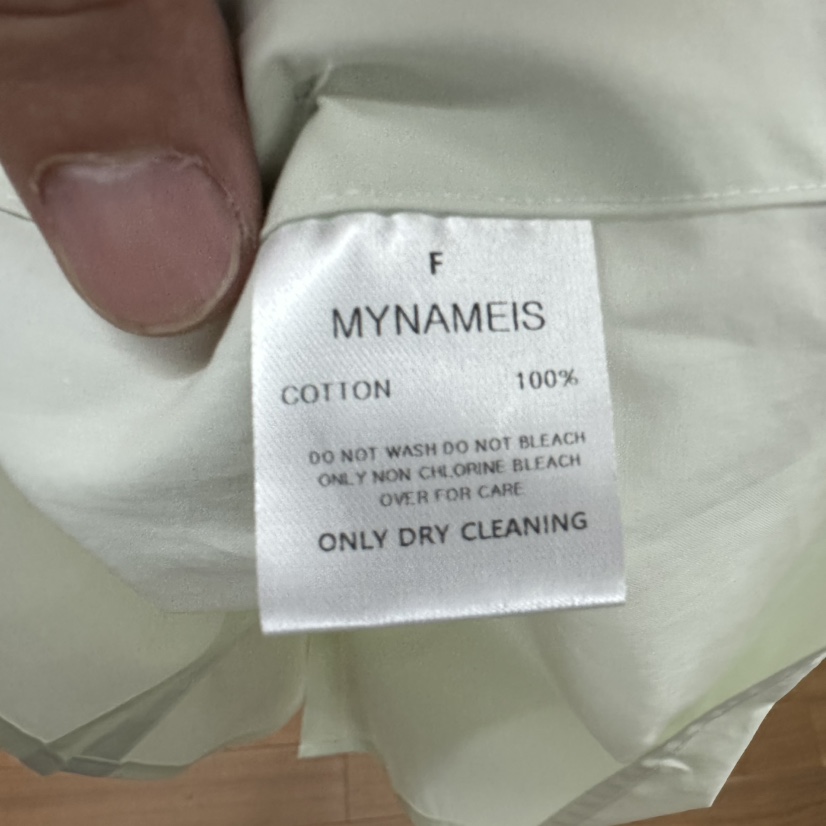 F
MYNAMEIS
COTTON 100%
DO NOT WASH DO NOT BLEACH
ONLY NON CHLORINE BLEACH
OVER FOR CARE
ONLY DRY CLEANING